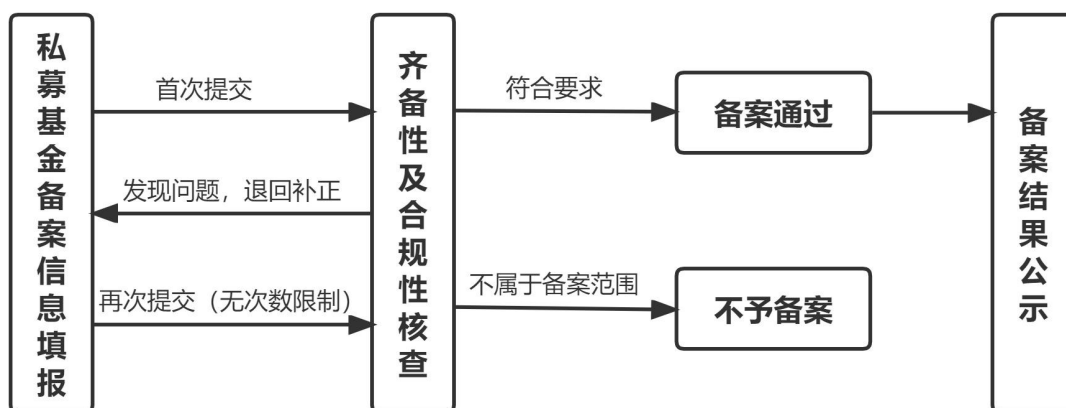 私募基金备案信息填报
首次提交
发现问题，退回补正
再次提交（无次数限制）
齐备性及合规性核查
符合要求
不属于备案范围
备案通过
不予备案
备案结果公示